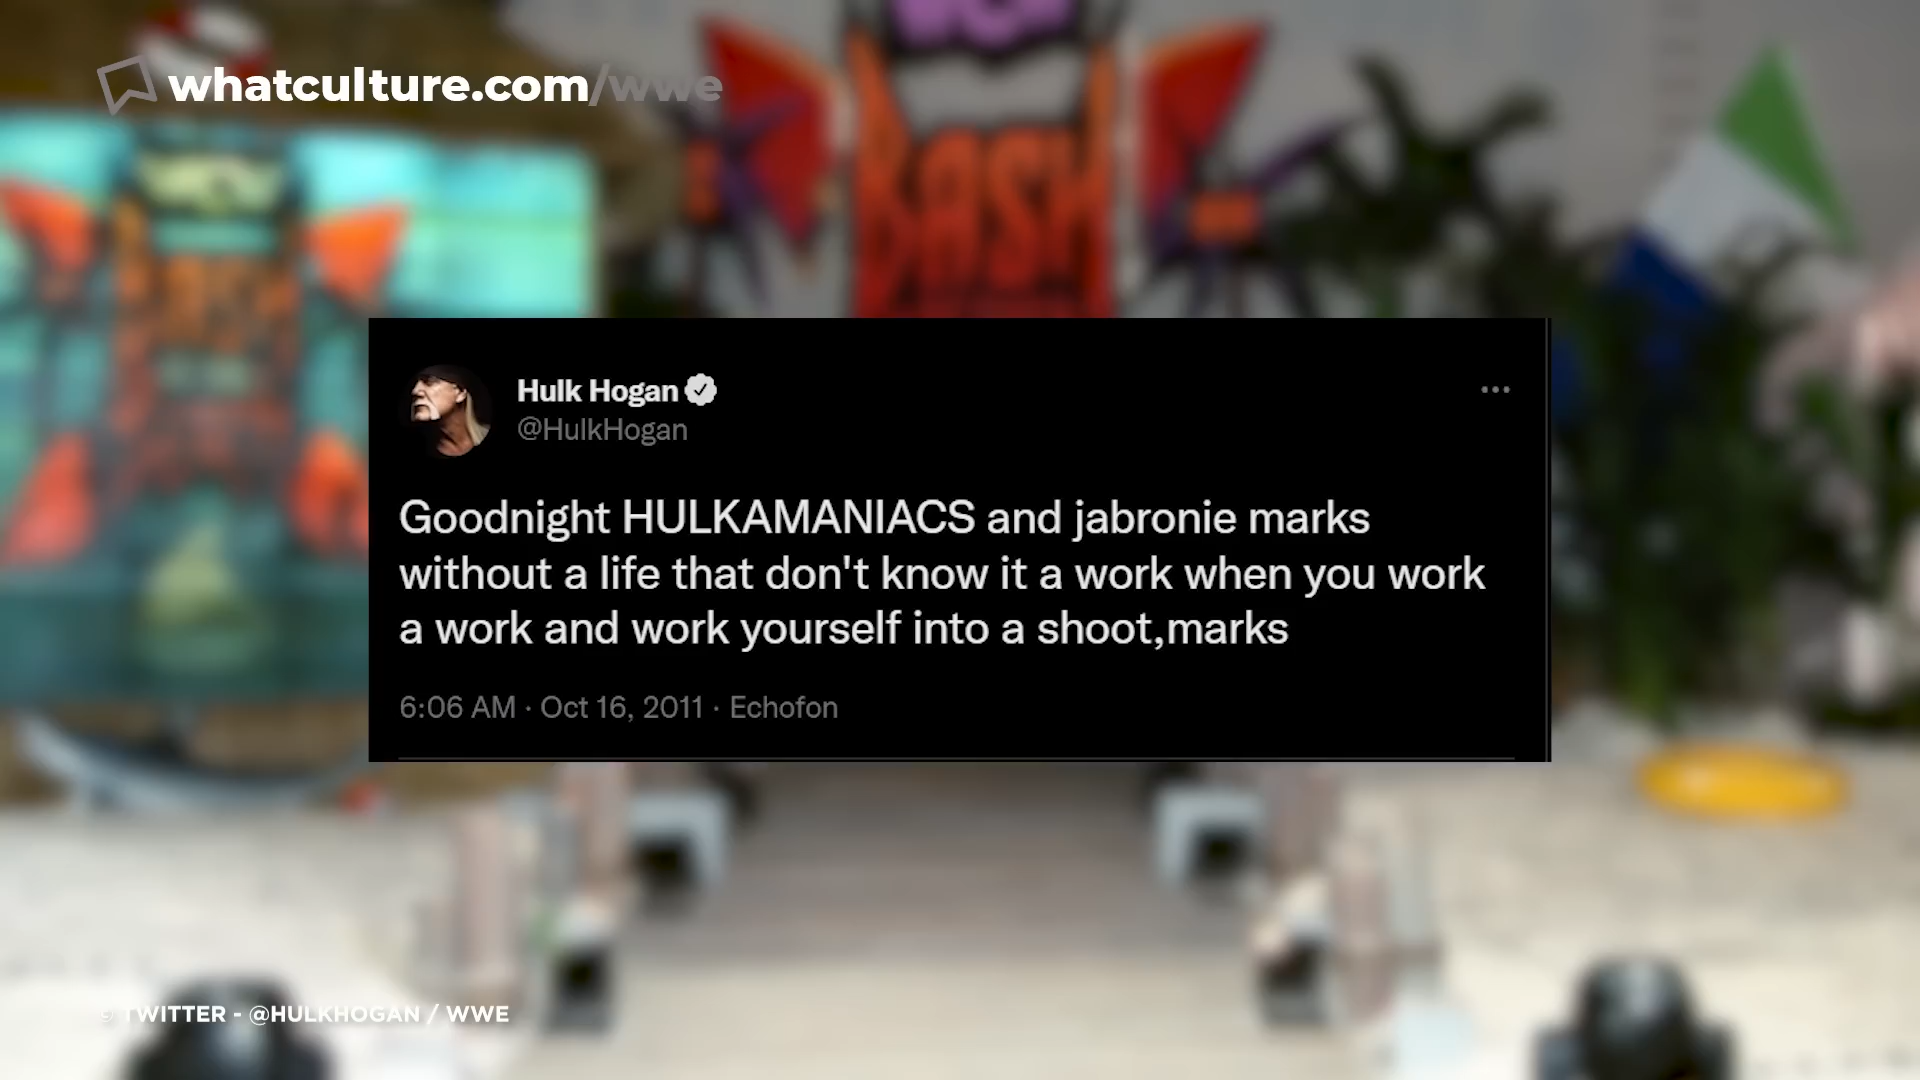 whatculture.com/wwe
WCW
BASH
Hulk Hogan
@HulkHogan
Goodnight HULKAMANIACS and jabronie marks
without a life that don't know it a work when you work
a work and work yourself into a shoot,marks
6:06 AM · Oct 16, 2011 · Echofon
© TWITTER - @HULKHOGAN / WWE